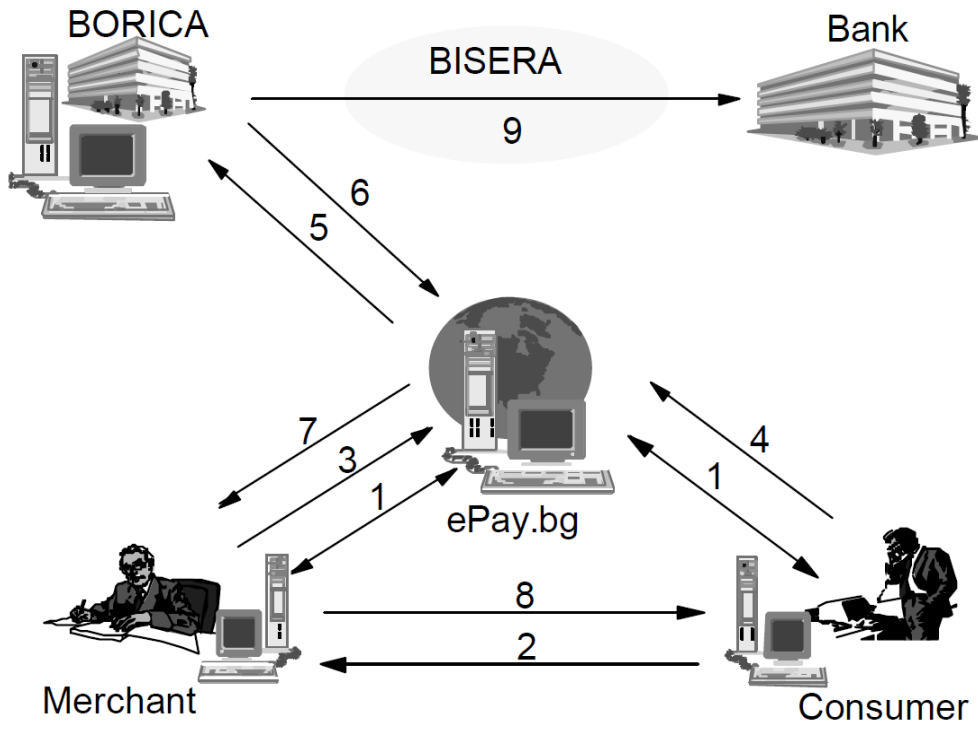 BORICA
Bank
BISERA
9
6
5
7
3
1
4
1
ePay.bg
8
2
Merchant
Consumer